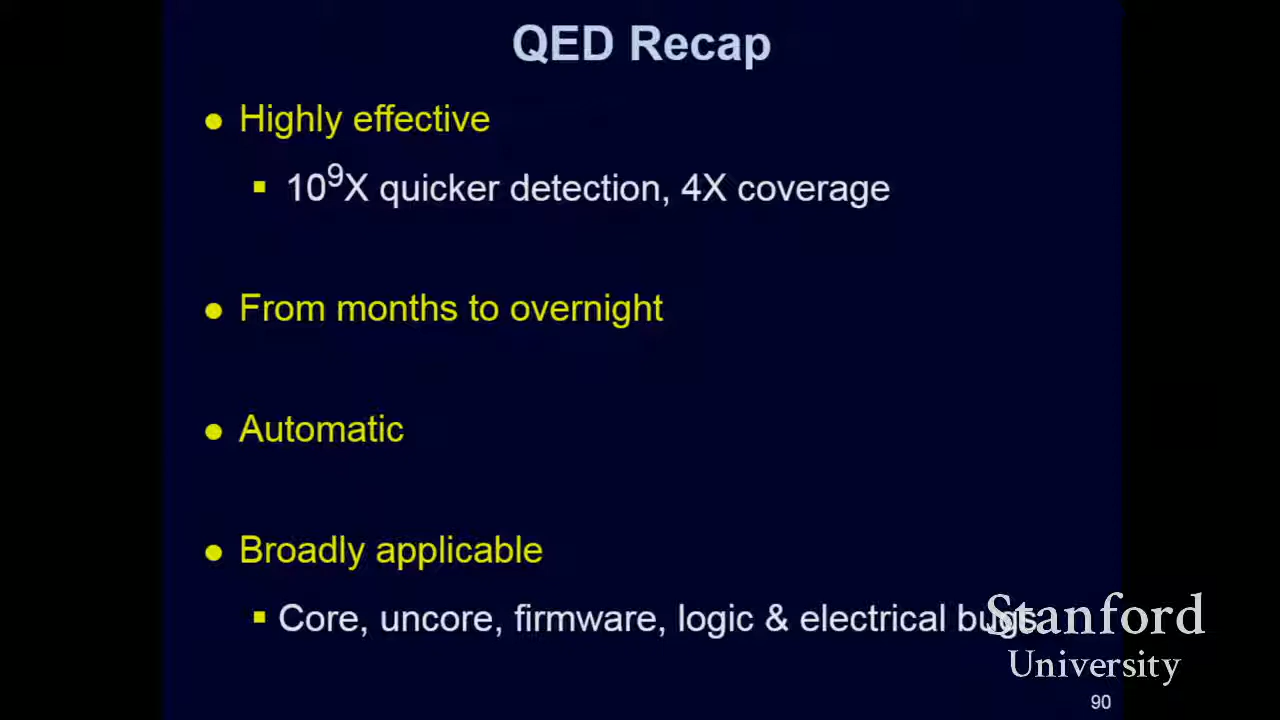 QED Recap
● Highly effective
▪ 10⁹X quicker detection, 4X coverage
● From months to overnight
● Automatic
● Broadly applicable
▪ Core, uncore, firmware, logic & electrical bugs
Stanford
University
90